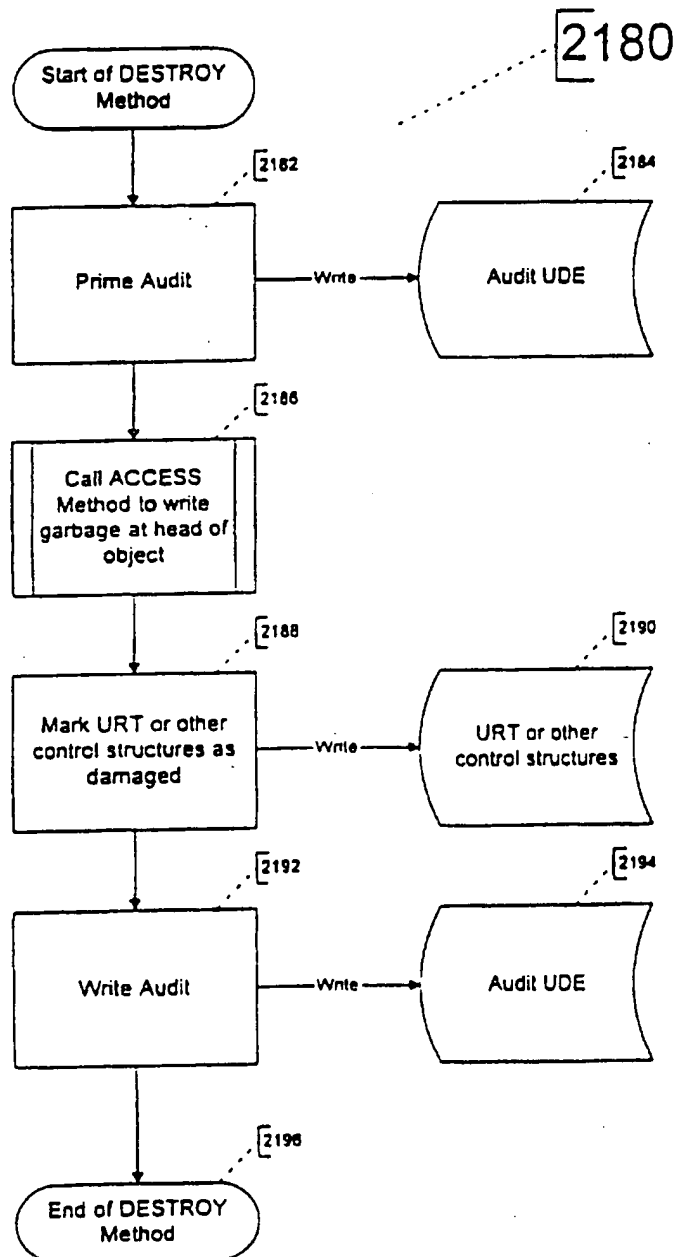 2180
Start of DESTROY
Method
2182
2184
Prime Audit
Write
Audit UDE
2186
Call ACCESS
Method to write
garbage at head of
object
2188
2190
Mark URT or other
control structures as
damaged
Write
URT or other
control structures
2192
2194
Write Audit
Write
Audit UDE
2196
End of DESTROY
Method